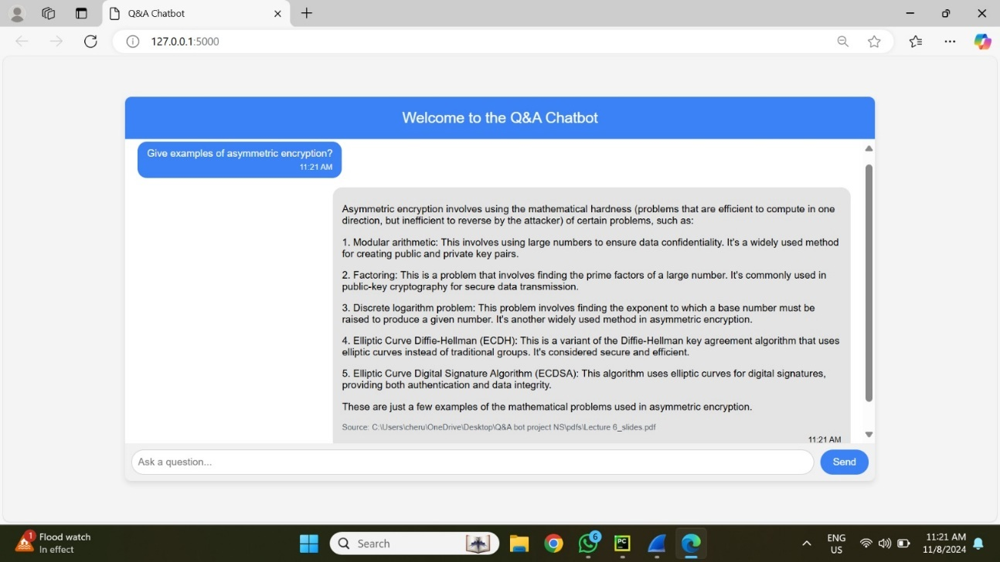 Q&A Chatbot
127.0.0.1:5000
Welcome to the Q&A Chatbot
Give examples of asymmetric encryption?
11:21 AM
Asymmetric encryption involves using the mathematical hardness (problems that are efficient to compute in one
direction, but inefficient to reverse by the attacker) of certain problems, such as:
1. Modular arithmetic: This involves using large numbers to ensure data confidentiality. It's a widely used method
for creating public and private key pairs.
2. Factoring: This is a problem that involves finding the prime factors of a large number. It's commonly used in
public-key cryptography for secure data transmission.
3. Discrete logarithm problem: This problem involves finding the exponent to which a base number must be
raised to produce a given number. It's another widely used method in asymmetric encryption.
4. Elliptic Curve Diffie-Hellman (ECDH): This is a variant of the Diffie-Hellman key agreement algorithm that uses
elliptic curves instead of traditional groups. It's considered secure and efficient.
5. Elliptic Curve Digital Signature Algorithm (ECDSA): This algorithm uses elliptic curves for digital signatures,
providing both authentication and data integrity.
These are just a few examples of the mathematical problems used in asymmetric encryption.
Source: C:\Users\cheru\OneDrive\Desktop\Q&A bot project NS\pdfs\Lecture 6_slides.pdf
11:21 AM
Ask a question...
Send
1
Flood watch
In effect
Search
6
PC
ENG
US
11:21 AM
11/8/2024